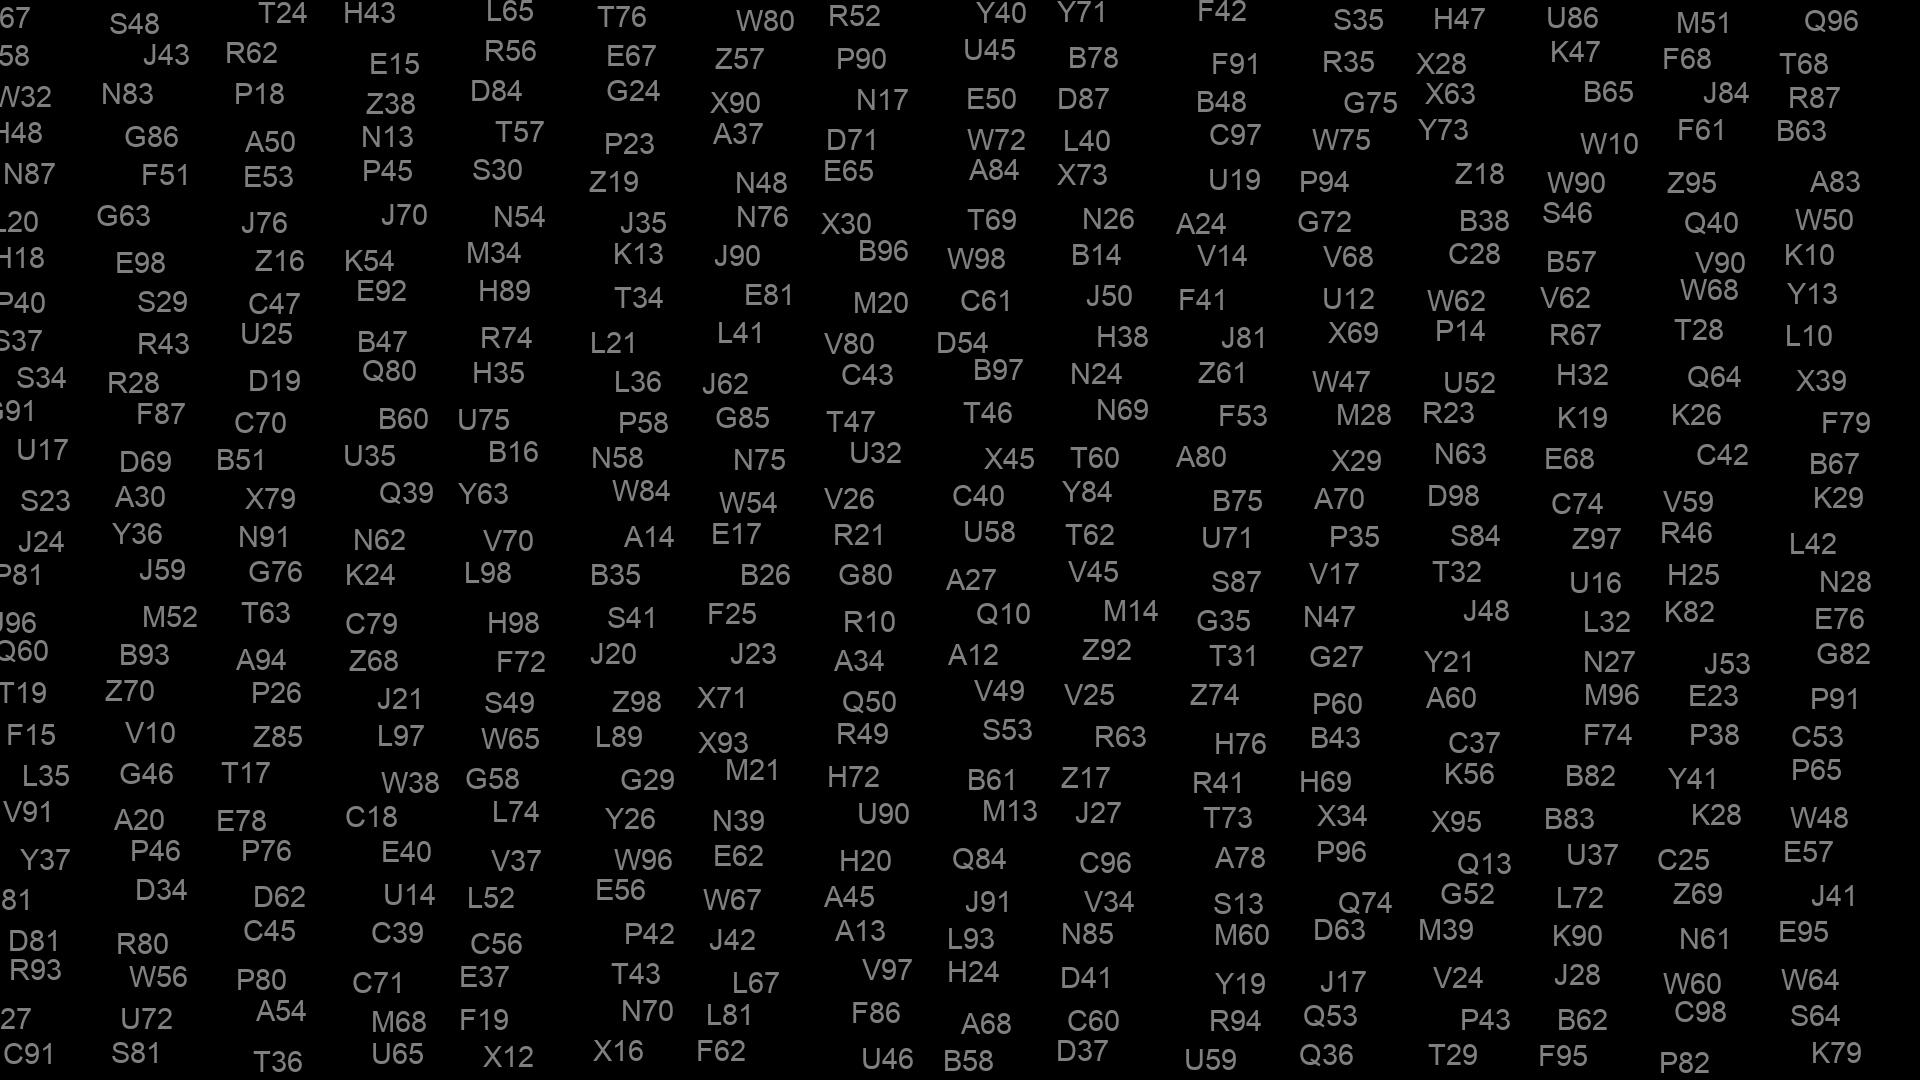 67 S48 T24 H43 L65 T76 W80 R52 Y40 Y71 F42 S35 H47 U86 M51 Q96
58 J43 R62 E15 R56 E67 Z57 P90 U45 B78 F91 R35 X28 K47 F68 T68
W32 N83 P18 Z38 D84 G24 X90 N17 E50 D87 B48 G75 X63 B65 J84 R87
H48 G86 A50 N13 T57 P23 A37 D71 W72 L40 C97 W75 Y73 W10 F61 B63
N87 F51 E53 P45 S30 Z19 N48 E65 A84 X73 U19 P94 Z18 W90 Z95 A83
L20 G63 J76 J70 N54 J35 N76 X30 T69 N26 A24 G72 B38 S46 Q40 W50
H18 E98 Z16 K54 M34 K13 J90 B96 W98 B14 V14 V68 C28 B57 V90 K10
P40 S29 C47 E92 H89 T34 E81 M20 C61 J50 F41 U12 W62 V62 W68 Y13
S37 R43 U25 B47 R74 L21 L41 V80 D54 H38 J81 X69 P14 R67 T28 L10
S34 R28 D19 Q80 H35 L36 J62 C43 B97 N24 Z61 W47 U52 H32 Q64 X39
G91 F87 C70 B60 U75 P58 G85 T47 T46 N69 F53 M28 R23 K19 K26 F79
U17 D69 B51 U35 B16 N58 N75 U32 X45 T60 A80 X29 N63 E68 C42 B67
S23 A30 X79 Q39 Y63 W84 W54 V26 C40 Y84 B75 A70 D98 C74 V59 K29
J24 Y36 N91 N62 V70 A14 E17 R21 U58 T62 U71 P35 S84 Z97 R46 L42
P81 J59 G76 K24 L98 B35 B26 G80 A27 V45 S87 V17 T32 U16 H25 N28
96 M52 T63 C79 H98 S41 F25 R10 Q10 M14 G35 N47 J48 L32 K82 E76
Q60 B93 A94 Z68 F72 J20 J23 A34 A12 Z92 T31 G27 Y21 N27 J53 G82
T19 Z70 P26 J21 S49 Z98 X71 Q50 V49 V25 Z74 P60 A60 M96 E23 P91
F15 V10 Z85 L97 W65 L89 X93 R49 S53 R63 H76 B43 C37 F74 P38 C53
L35 G46 T17 W38 G58 G29 M21 H72 B61 Z17 R41 H69 K56 B82 Y41 P65
V91 A20 E78 C18 L74 Y26 N39 U90 M13 J27 T73 X34 X95 B83 K28 W48
Y37 P46 P76 E40 V37 W96 E62 H20 Q84 C96 A78 P96 Q13 U37 C25 E57
81 D34 D62 U14 L52 E56 W67 A45 J91 V34 S13 Q74 G52 L72 Z69 J41
D81 R80 C45 C39 C56 P42 J42 A13 L93 N85 M60 D63 M39 K90 N61 E95
R93 W56 P80 C71 E37 T43 L67 V97 H24 D41 Y19 J17 V24 J28 W60 W64
27 U72 A54 M68 F19 N70 L81 F86 A68 C60 R94 Q53 P43 B62 C98 S64
C91 S81 T36 U65 X12 X16 F62 U46 B58 D37 U59 Q36 T29 F95 P82 K79